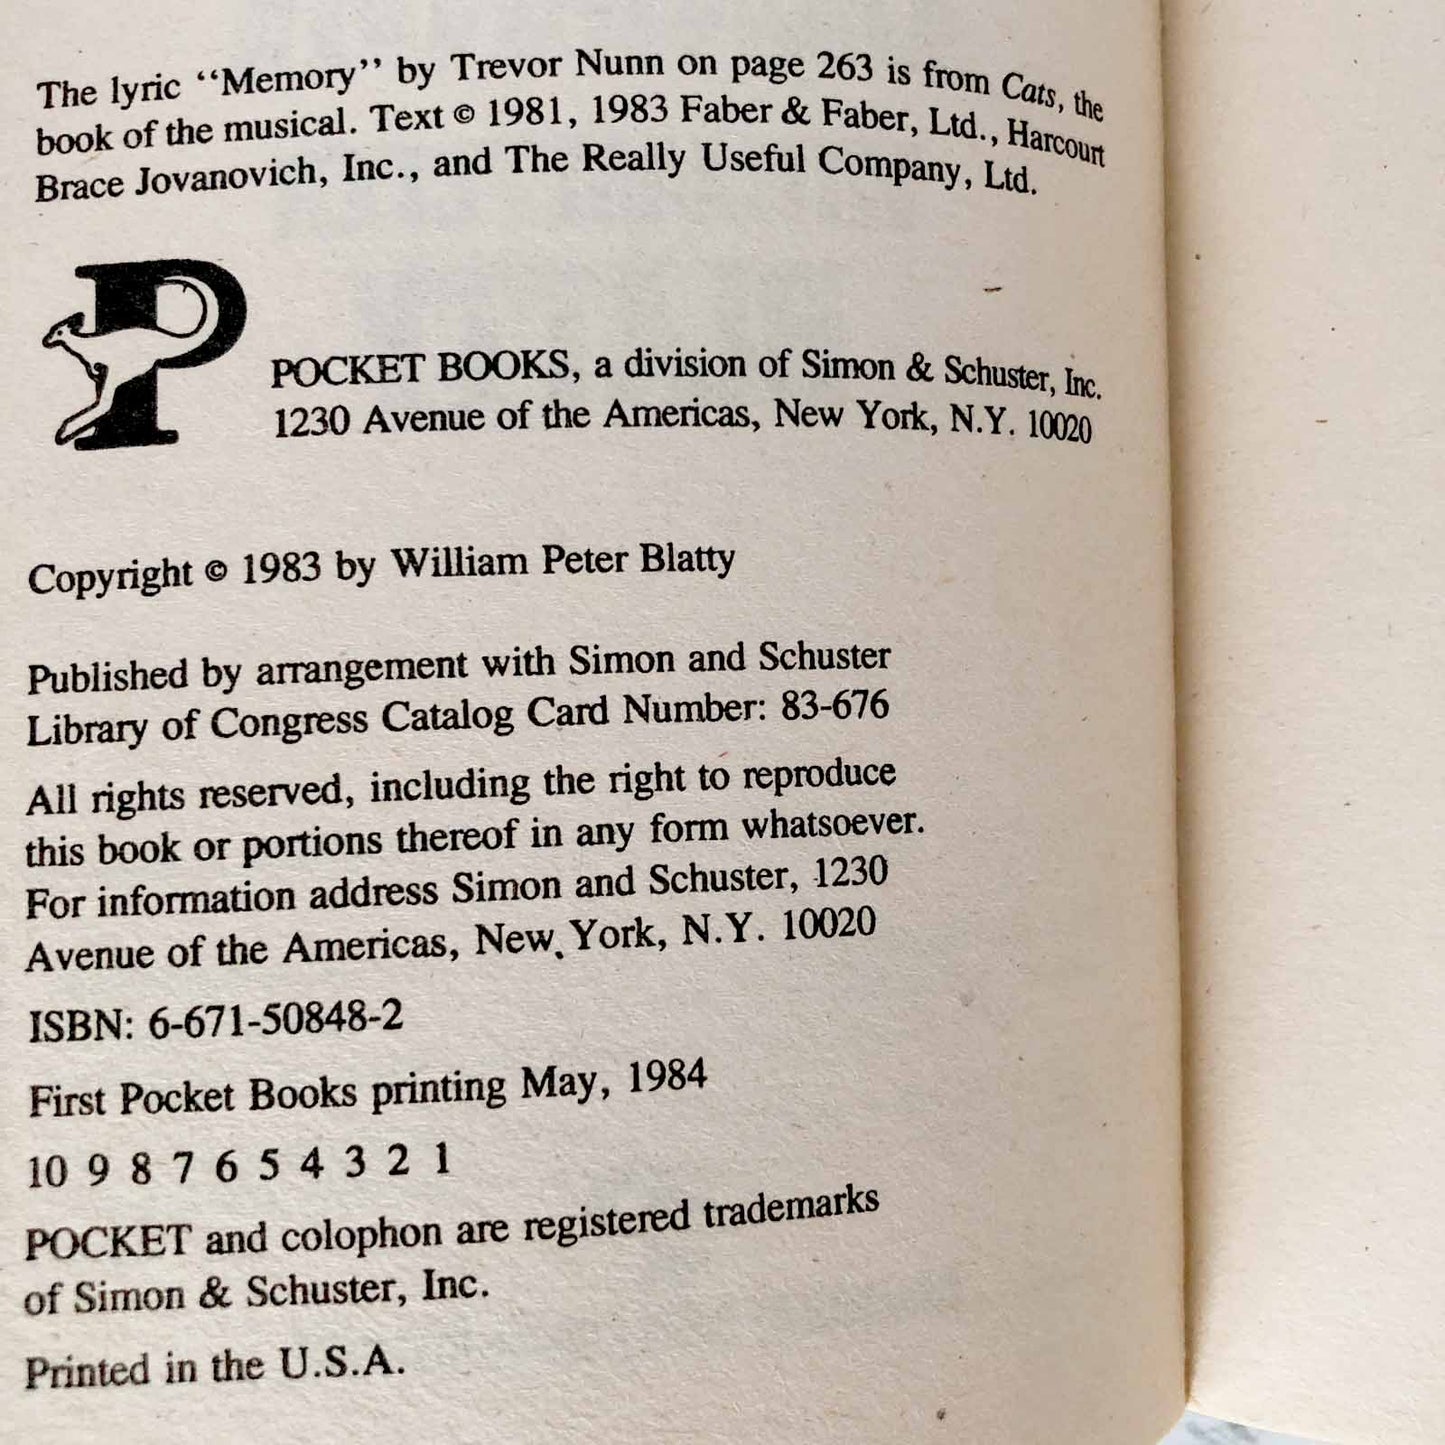 The lyric “Memory” by Trevor Nunn on page 263 is from Cats, the
book of the musical. Text © 1981, 1983 Faber & Faber, Ltd., Harcourt
Brace Jovanovich, Inc., and The Really Useful Company, Ltd.
P
POCKET BOOKS, a division of Simon & Schuster, Inc.
1230 Avenue of the Americas, New York, N.Y. 10020
Copyright © 1983 by William Peter Blatty
Published by arrangement with Simon and Schuster
Library of Congress Catalog Card Number: 83-676
All rights reserved, including the right to reproduce
this book or portions thereof in any form whatsoever.
For information address Simon and Schuster, 1230
Avenue of the Americas, New York, N.Y. 10020
ISBN: 6-671-50848-2
First Pocket Books printing May, 1984
10 9 8 7 6 5 4 3 2 1
POCKET and colophon are registered trademarks
of Simon & Schuster, Inc.
Printed in the U.S.A.